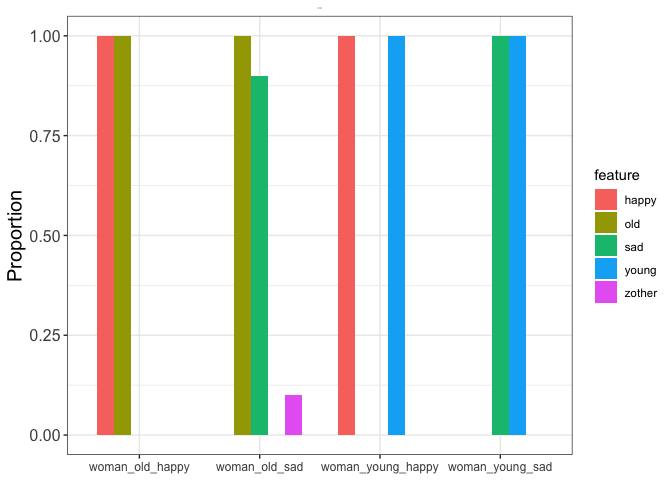 1.00
0.75
0.50
0.25
0.00
Proportion
woman_old_happy
woman_old_sad
woman_young_happy
woman_young_sad
feature
happy
old
sad
young
zother